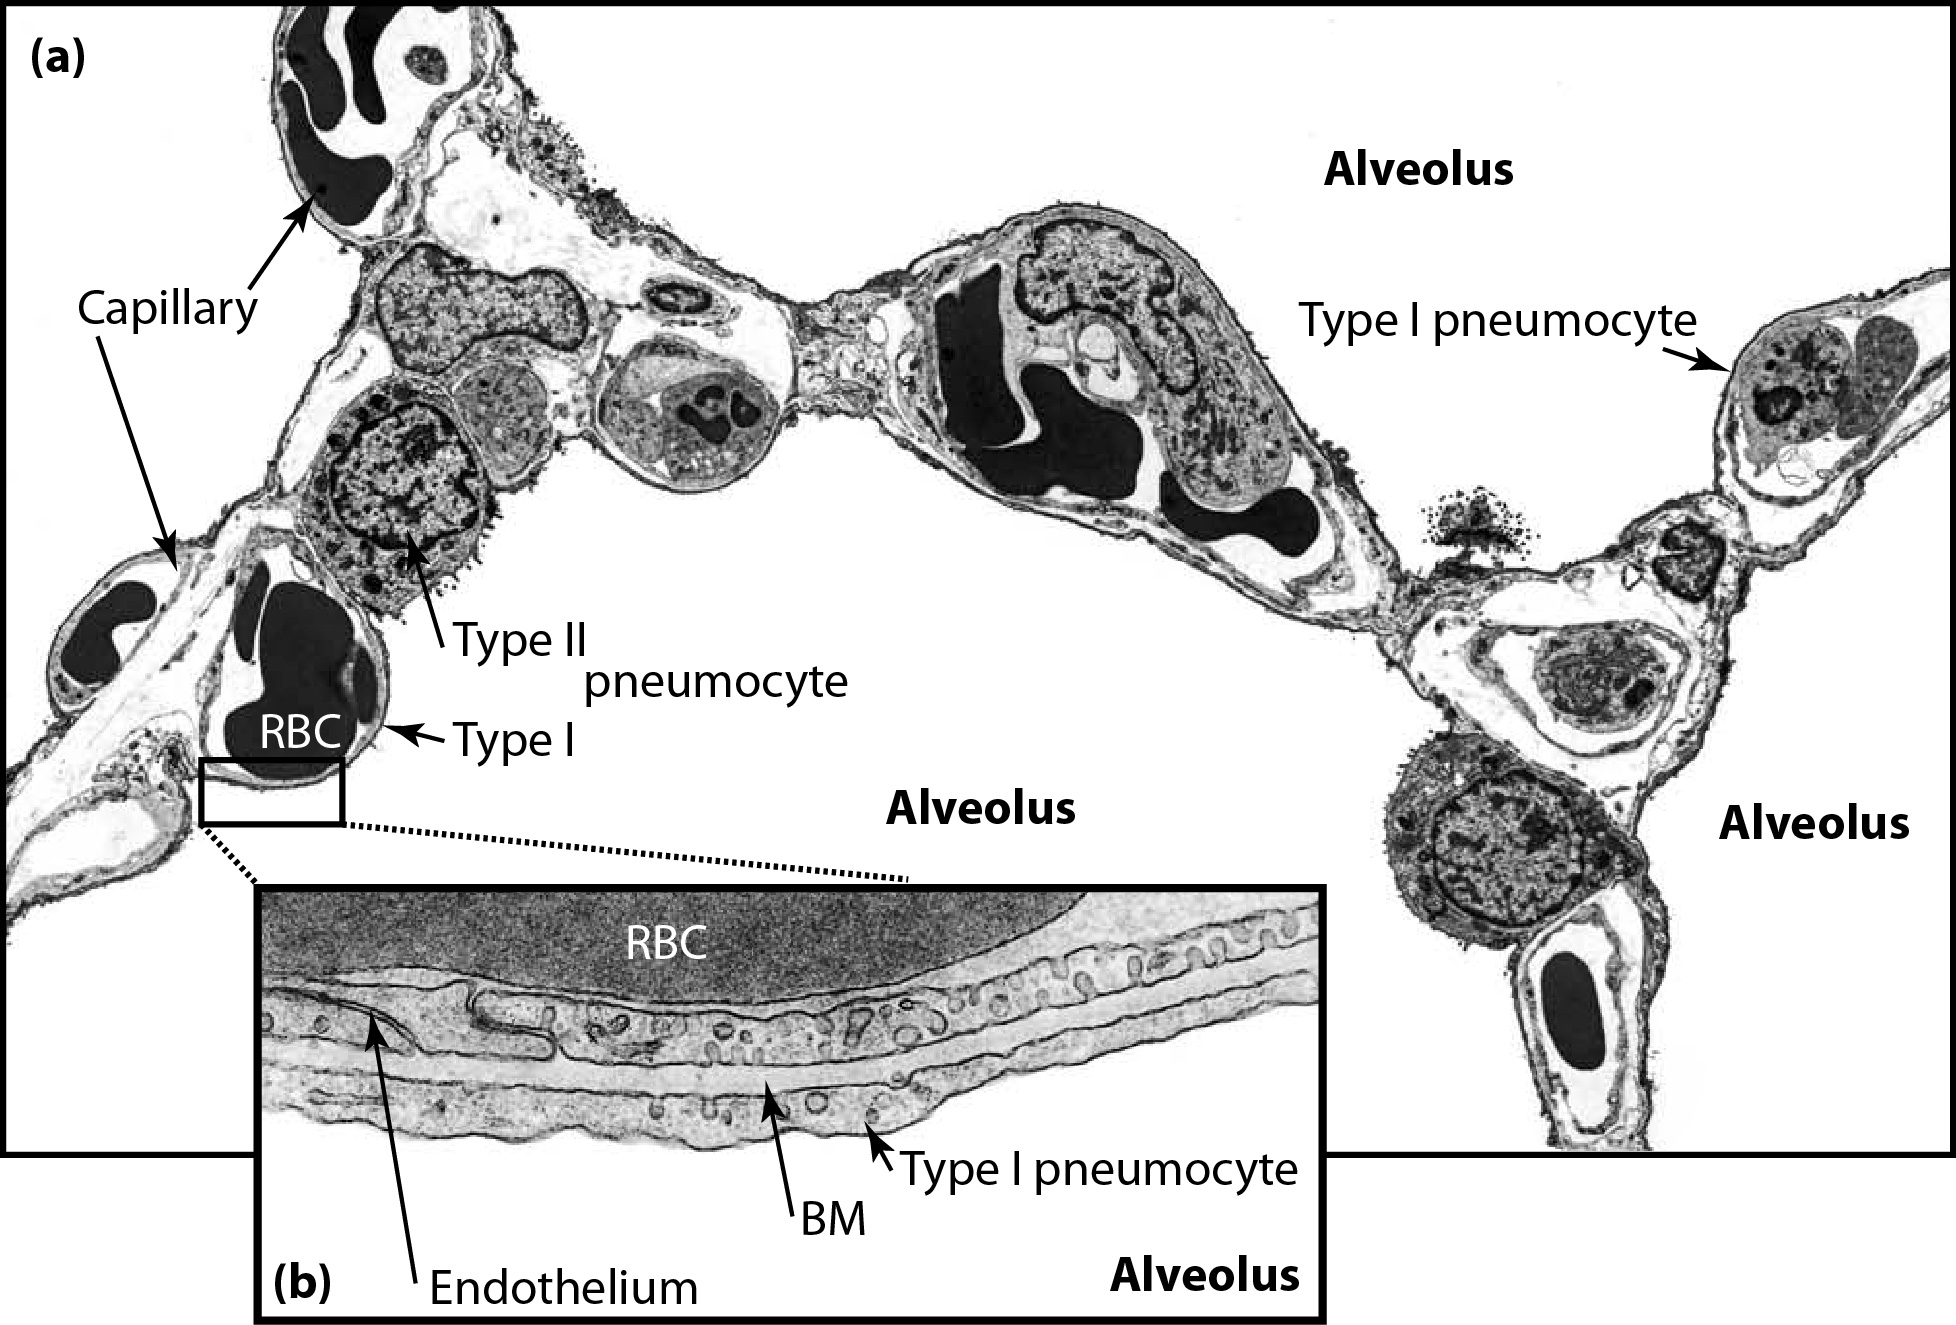 (a)
Alveolus
Capillary
Type I pneumocyte
Type II
pneumocyte
RBC
Type I
Alveolus
Alveolus
RBC
Type I pneumocyte
BM
(b)
Endothelium
Alveolus